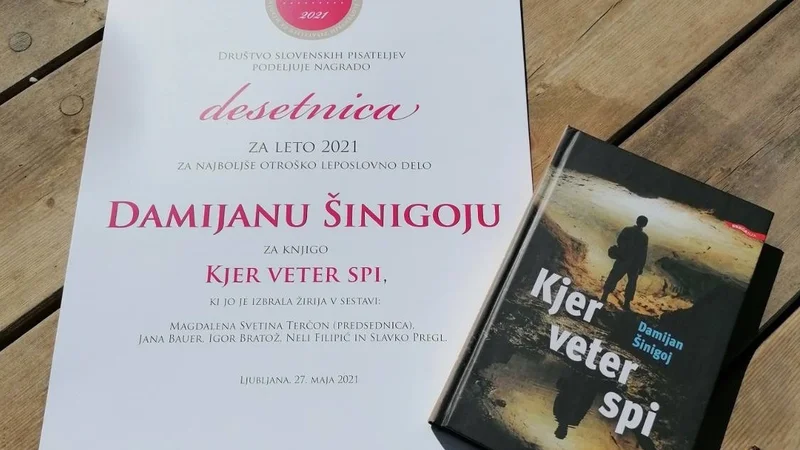 2021
Društvo slovenskih pisateljev
podeljuje nagrado
desetnica
za leto 2021
za najboljše otroško leposlovno delo
Damijanu Šinigoju
za knjigo
Kjer veter spi,
ki jo je izbrala žirija v sestavi:
Magdalena Svetina Terčon (predsednica),
Jana Bauer, Igor Bratož, Neli Filipić in Slavko Pregl.
Ljubljana, 27. maja 2021
Kjer
veter
spi
Damijan
Šinigoj